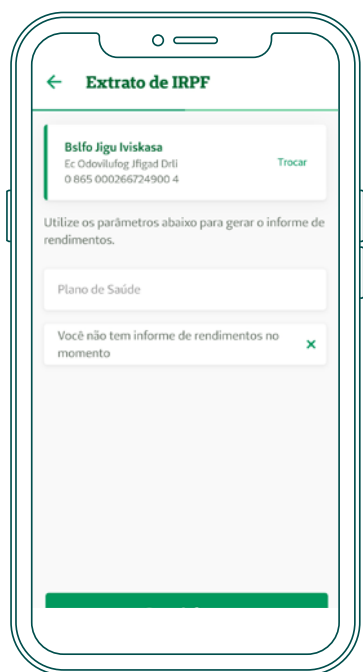 Extrato de IRPF
Bslfo Jigu Iviskasa
Ec Odovilufog Jfigad Drli
Trocar
0 865 000266724900 4
Utilize os parâmetros abaixo para gerar o informe de
rendimentos.
Plano de Saúde
Você não tem informe de rendimentos no
momento